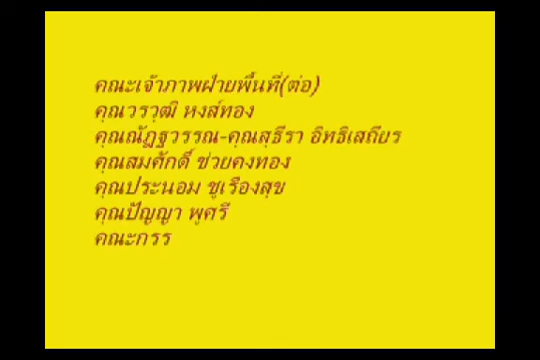 คณะเจ้าภาพฝ่ายพื้นที่(ต่อ)
คุณวรวุฒิ หงส์ทอง
คุณณัฏฐวรรณ-คุณสุธีรา อิทธิเสถียร
คุณสมศักดิ์ ช่วยคงทอง
คุณประนอม ชูเรืองสุข
คุณปัญญา พูศรี
คณะกรร